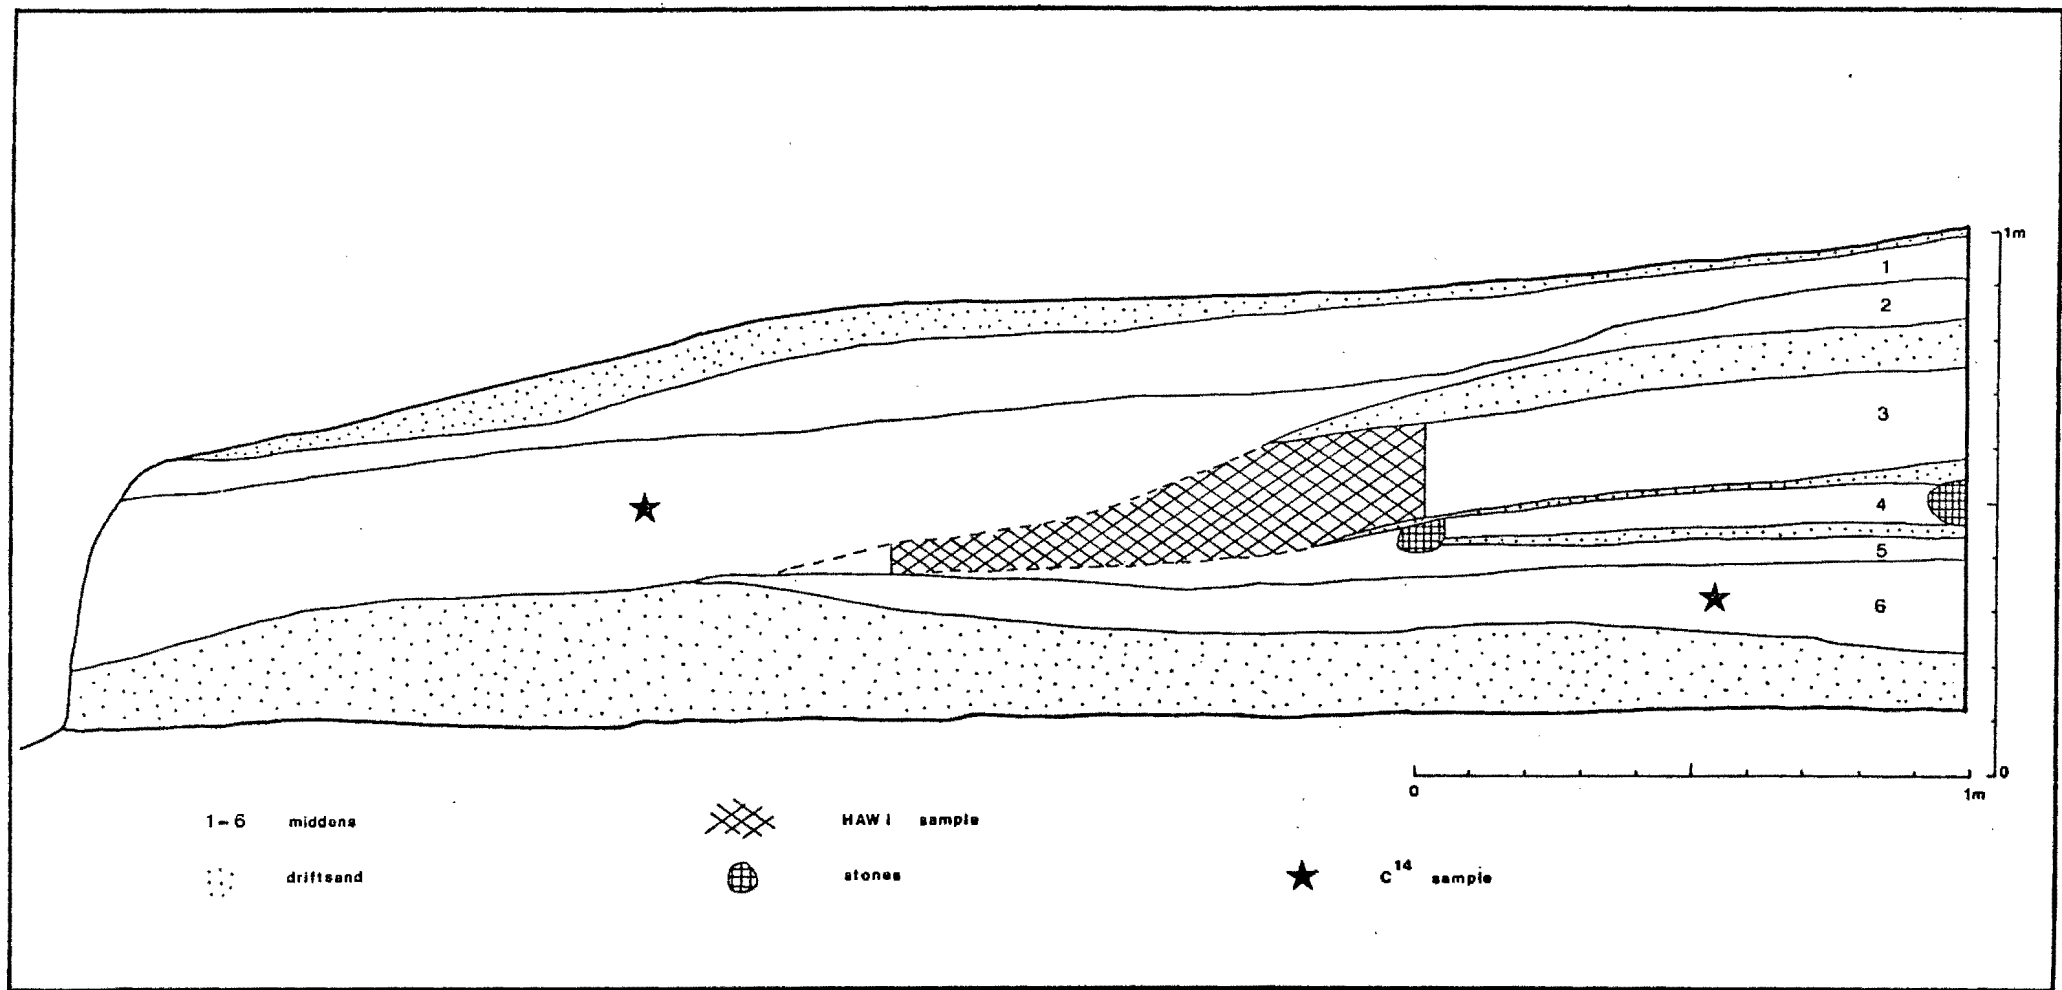 1m
1
2
3
4
5
6
0
0 1m
1-6 middens
HAW I sample
driftsand
stones
C14 sample